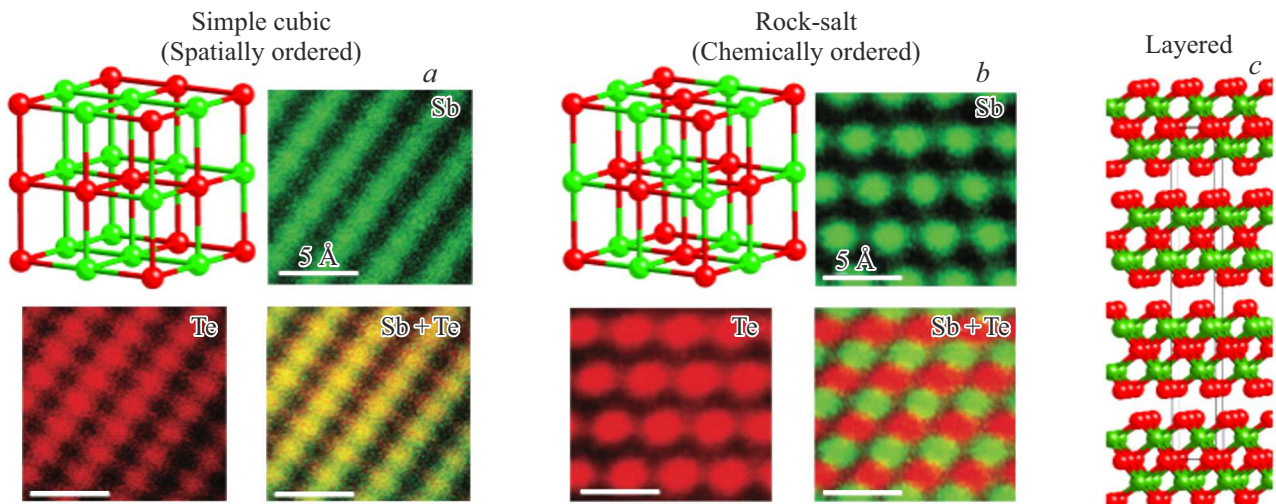 Simple cubic
(Spatially ordered)
a
Sb
5 Å
Te
Sb + Te
Rock-salt
(Chemically ordered)
b
Sb
5 Å
Te
Sb + Te
Layered
c